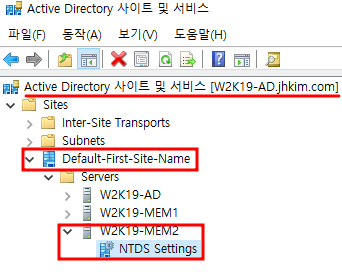 Active Directory 사이트 및 서비스
파일(F) 동작(A) 보기(V) 도움말(H)
Active Directory 사이트 및 서비스 [W2K19-AD.jhkim.com]
Sites
Inter-Site Transports
Subnets
Default-First-Site-Name
Servers
W2K19-AD
W2K19-MEM1
W2K19-MEM2
NTDS Settings